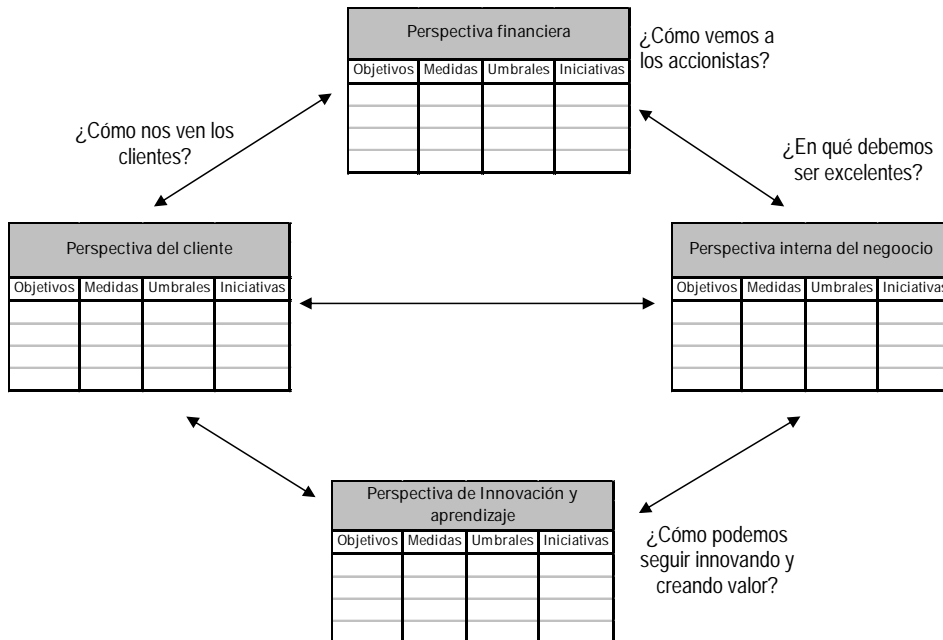 Perspectiva financiera
Objetivos Medidas Umbrales Iniciativas
¿Cómo vemos a
los accionistas?
¿Cómo nos ven los
clientes?
¿En qué debemos
ser excelentes?
Perspectiva del cliente
Objetivos Medidas Umbrales Iniciativas
Perspectiva interna del negoocio
Objetivos Medidas Umbrales Iniciativas
Perspectiva de Innovación y
aprendizaje
Objetivos Medidas Umbrales Iniciativas
¿Cómo podemos
seguir innovando y
creando valor?